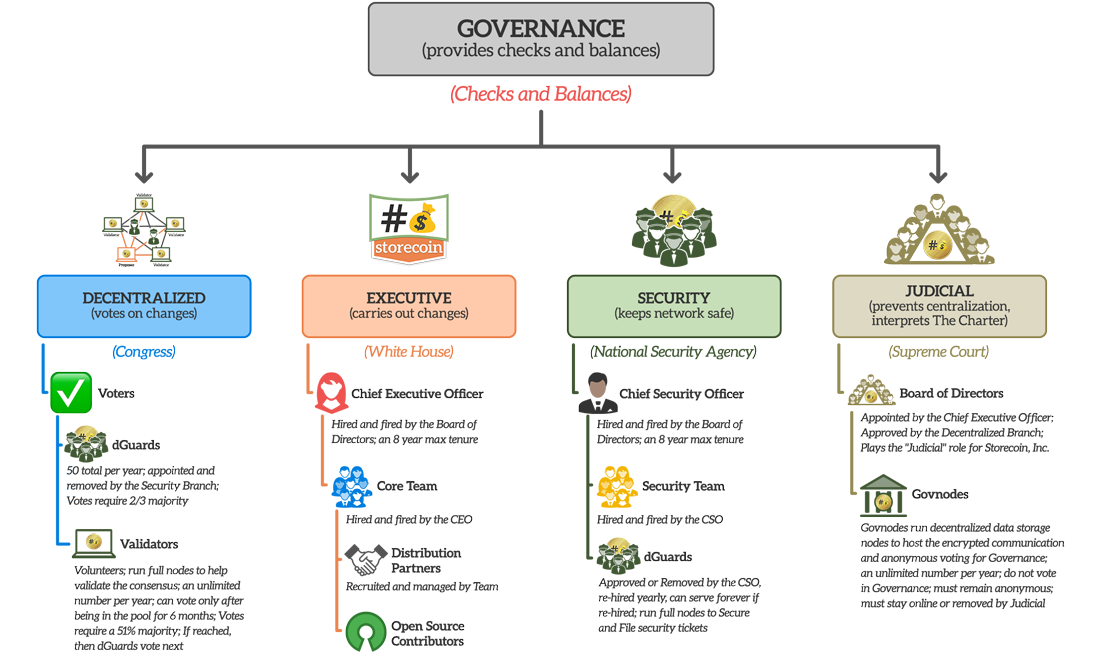 GOVERNANCE
(provides checks and balances)
(Checks and Balances)
Validator
Validator
Validator
Proposer
Validator
#$
storecoin
#$
#$
DECENTRALIZED
(votes on changes)
(Congress)
Voters
dGuards
50 total per year; appointed and
removed by the Security Branch;
Votes require 2/3 majority
Validators
Volunteers; run full nodes to help
validate the consensus; an unlimited
number per year; can vote only after
being in the pool for 6 months; Votes
require a 51% majority; If reached,
then dGuards vote next
EXECUTIVE
(carries out changes)
(White House)
Chief Executive Officer
Hired and fired by the Board of
Directors; an 8 year max tenure
Core Team
Hired and fired by the CEO
Distribution
Partners
Recruited and managed by Team
Open Source
Contributors
SECURITY
(keeps network safe)
(National Security Agency)
Chief Security Officer
Hired and fired by the Board of
Directors; an 8 year max tenure
Security Team
Hired and fired by the CSO
dGuards
Approved or Removed by the CSO,
re-hired yearly, can serve forever if
re-hired; run full nodes to Secure
and File security tickets
JUDICIAL
(prevents centralization,
interprets The Charter)
(Supreme Court)
Board of Directors
Appointed by the Chief Executive Officer;
Approved by the Decentralized Branch;
Plays the "Judicial" role for Storecoin, Inc.
Govnodes
Govnodes run decentralized data storage
nodes to host the encrypted communication
and anonymous voting for Governance;
an unlimited number per year; do not vote
in Governance; must remain anonymous;
must stay online or removed by Judicial